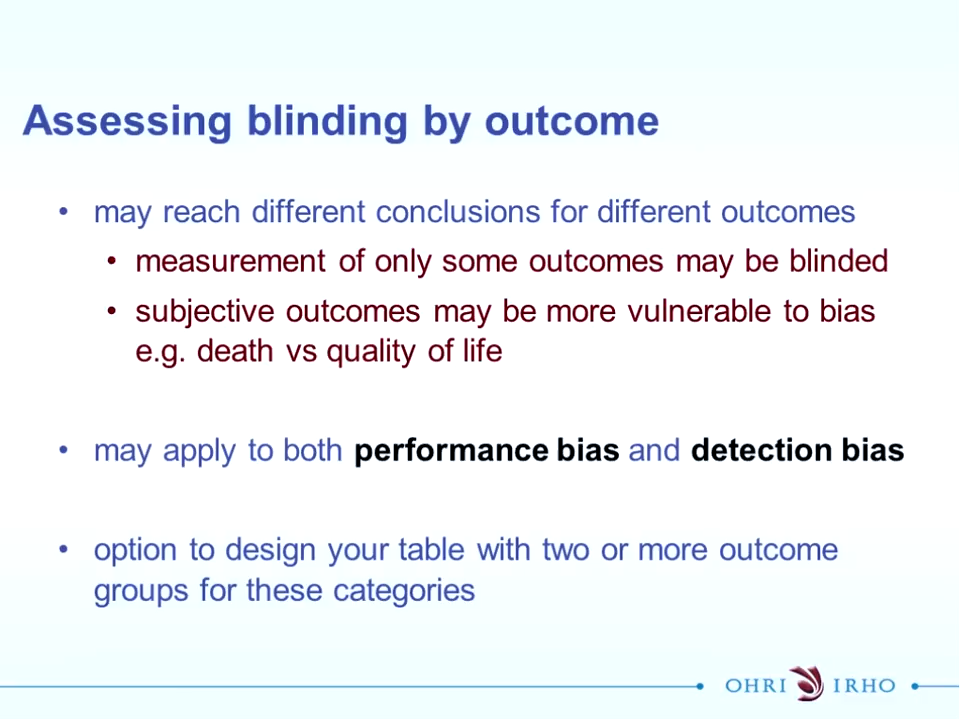 Assessing blinding by outcome
• may reach different conclusions for different outcomes
• measurement of only some outcomes may be blinded
• subjective outcomes may be more vulnerable to bias
e.g. death vs quality of life
• may apply to both performance bias and detection bias
• option to design your table with two or more outcome
groups for these categories
OHRI IRHO